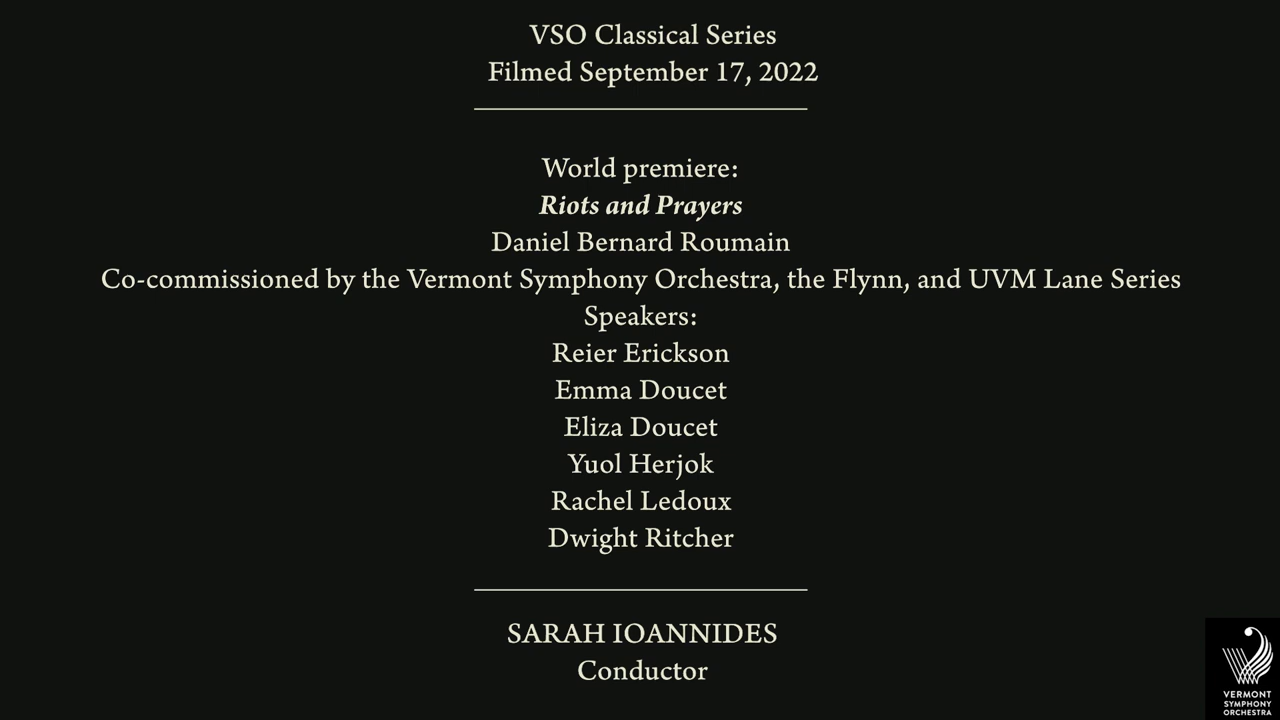 VSO Classical Series
Filmed September 17, 2022
World premiere:
Riots and Prayers
Daniel Bernard Roumain
Co-commissioned by the Vermont Symphony Orchestra, the Flynn, and UVM Lane Series
Speakers:
Reier Erickson
Emma Doucet
Eliza Doucet
Yuol Herjok
Rachel Ledoux
Dwight Ritcher
SARAH IOANNIDES
Conductor
VERMONT
SYMPHONY
ORCHESTRA